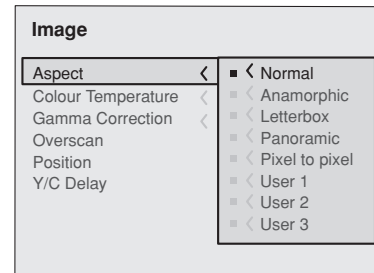 Image
Aspect
Colour Temperature
Gamma Correction
Overscan
Position
Y/C Delay
Normal
Anamorphic
Letterbox
Panoramic
Pixel to pixel
User 1
User 2
User 3